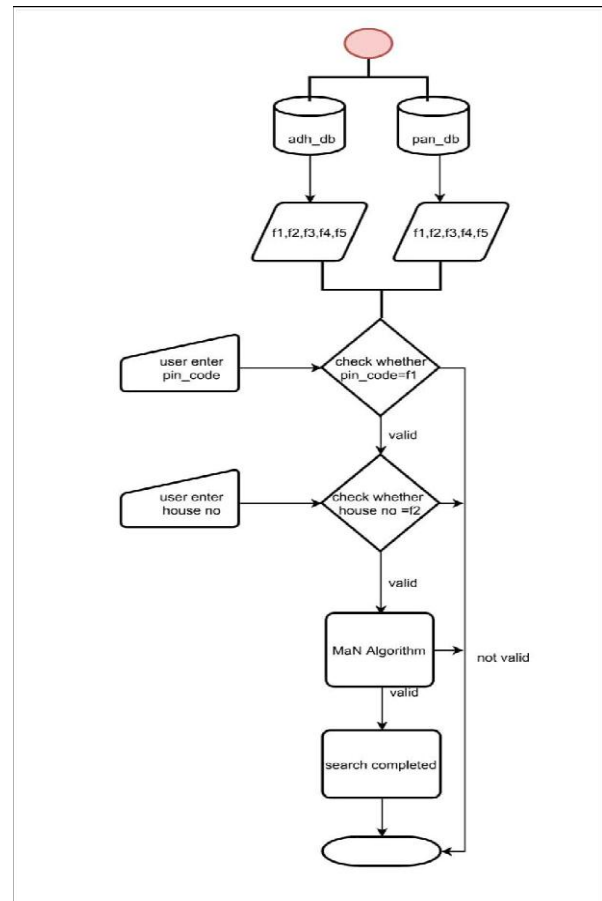 adh_db
pan_db
f1,f2,f3,f4,f5
f1,f2,f3,f4,f5
user enter
pin_code
check whether
pin_code=f1
valid
user enter
house no
check whether
house no =f2
valid
MaN Algorithm
not valid
valid
search completed